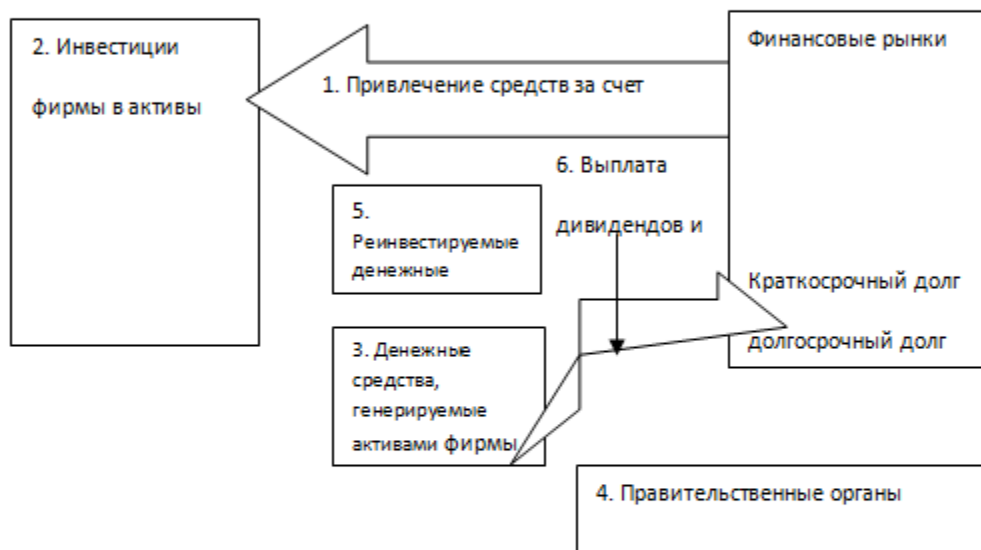 2. Инвестиции
фирмы в активы
1. Привлечение средств за счет
Финансовые рынки
6. Выплата
дивидендов и
5.
Реинвестируемые
денежные
Краткосрочный долг
долгосрочный долг
3. Денежные
средства,
генерируемые
активами фирмы
4. Правительственные органы